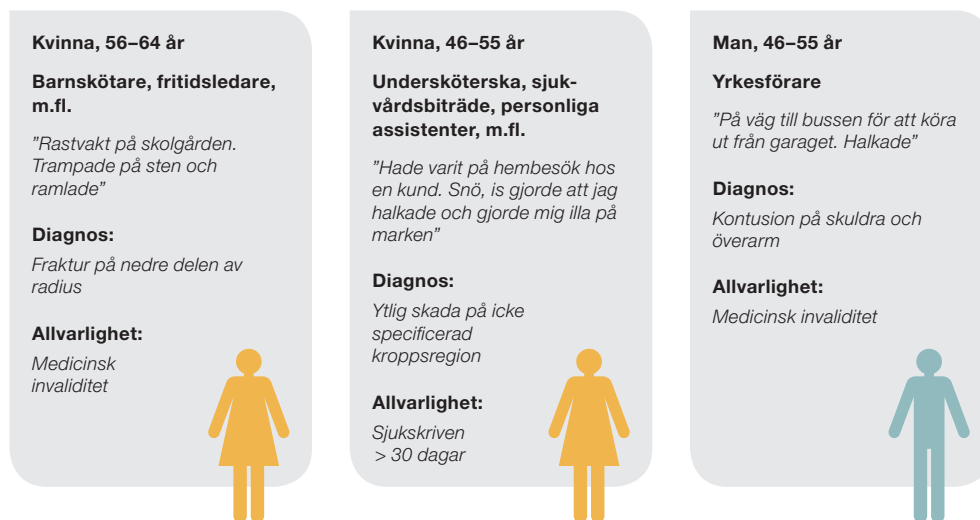 Kvinna, 56–64 år
Barnskötare, fritidsledare,
m.fl.
”Rastvakt på skolgården.
Trampade på sten och
ramlade”
Diagnos:
Fraktur på nedre delen av
radius
Allvarlighet:
Medicinsk
invaliditet
Kvinna, 46–55 år
Undersköterska, sjuk-
vårdsbiträde, personliga
assistenter, m.fl.
”Hade varit på hembesök hos
en kund. Snö, is gjorde att jag
halkade och gjorde mig illa på
marken”
Diagnos:
Ytlig skada på icke
specificerad
kroppsregion
Allvarlighet:
Sjukskriven
> 30 dagar
Man, 46–55 år
Yrkesförare
”På väg till bussen för att köra
ut från garaget. Halkade”
Diagnos:
Kontusion på skuldra och
överarm
Allvarlighet:
Medicinsk invaliditet